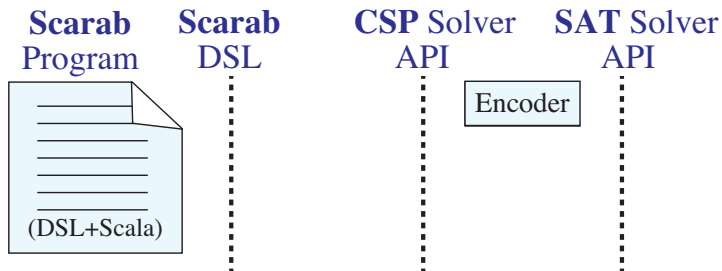 Scarab Program
Scarab DSL
CSP Solver API
SAT Solver API
Encoder
(DSL+Scala)